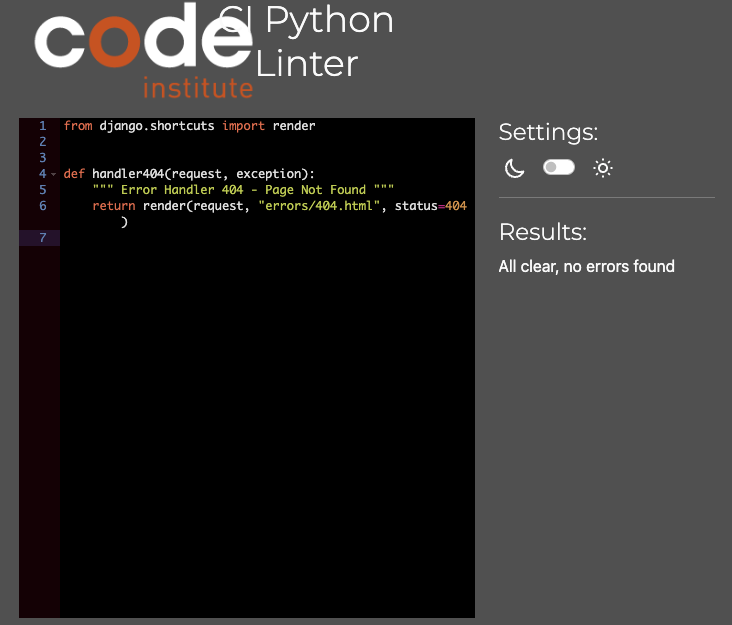 code
institute
CI Python
Linter
1 from django.shortcuts import render
2
3
4 def handler404(request, exception):
5     """ Error Handler 404 - Page Not Found """
6     return render(request, "errors/404.html", status=404
        )
7
Settings:
Results:
All clear, no errors found